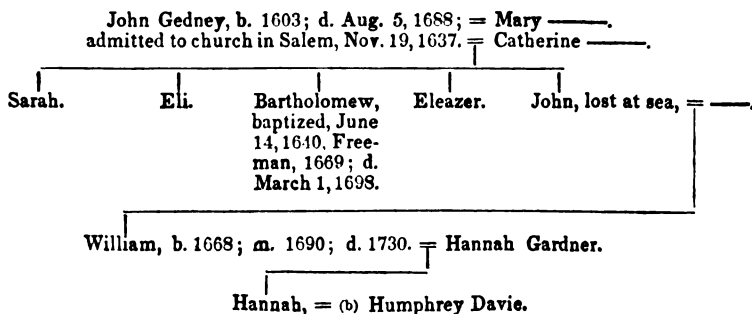 John Gedney, b. 1603; d. Aug. 5, 1688; = Mary ———.
admitted to church in Salem, Nov. 19, 1637. = Catherine ———.
Sarah. Eli. Bartholomew, Eleazer. John, lost at sea, = ———.
baptized, June
14, 1640. Free-
man, 1669; d.
March 1, 1698.
William, b. 1668; m. 1690; d. 1730. = Hannah Gardner.
Hannah, = (b) Humphrey Davie.